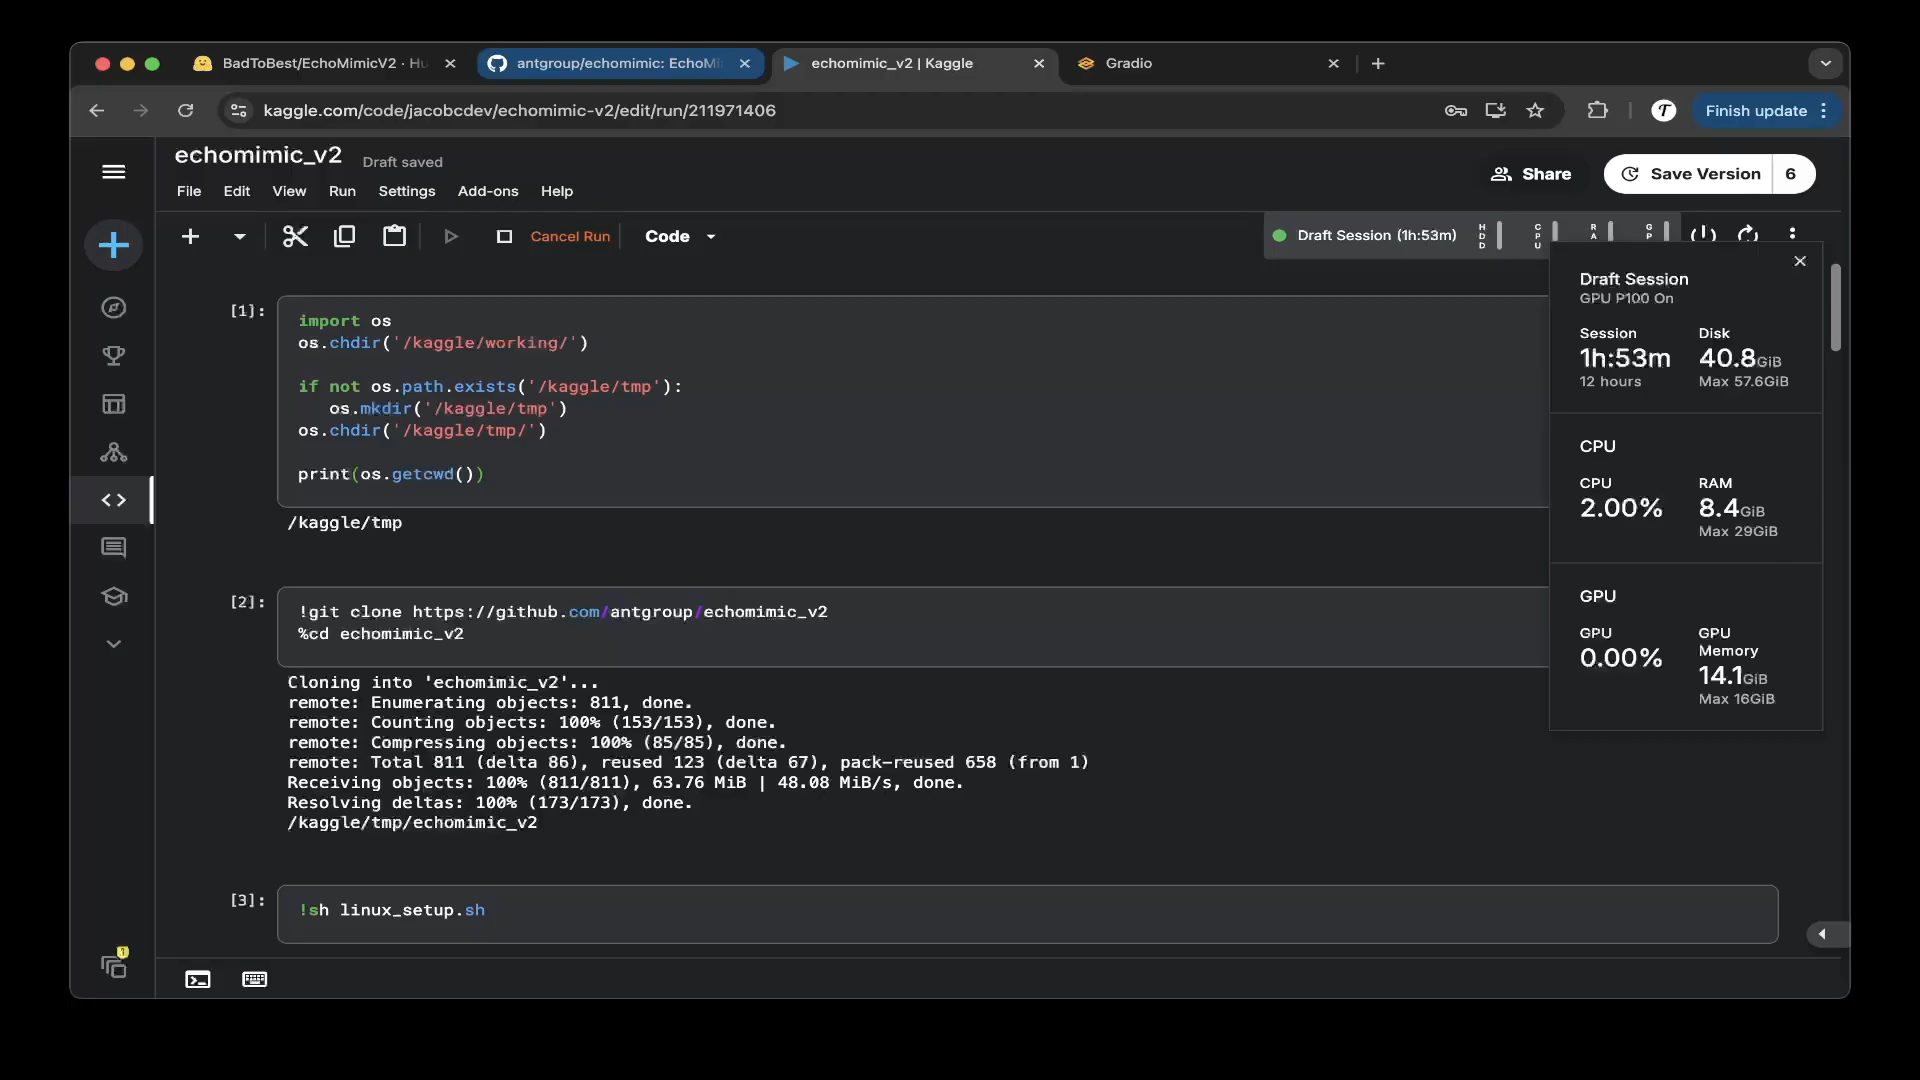 BadToBest/EchoMimicV2 · Hu
antgroup/echomimic: EchoMi
echomimic_v2 | Kaggle
Gradio
kaggle.com/code/jacobcdev/echomimic-v2/edit/run/211971406
T
Finish update
echomimic_v2
Draft saved
Share
Save Version
6
File
Edit
View
Run
Settings
Add-ons
Help
Cancel Run
Code
Draft Session (1h:53m)
HDD
CPU
RA
GP
[1]:
import os
os.chdir('/kaggle/working/')
if not os.path.exists('/kaggle/tmp'):
os.mkdir('/kaggle/tmp')
os.chdir('/kaggle/tmp/')
print(os.getcwd())
/kaggle/tmp
[2]:
!git clone https://github.com/antgroup/echomimic_v2
%cd echomimic_v2
Cloning into 'echomimic_v2'...
remote: Enumerating objects: 811, done.
remote: Counting objects: 100% (153/153), done.
remote: Compressing objects: 100% (85/85), done.
remote: Total 811 (delta 86), reused 123 (delta 67), pack-reused 658 (from 1)
Receiving objects: 100% (811/811), 63.76 MiB | 48.08 MiB/s, done.
Resolving deltas: 100% (173/173), done.
/kaggle/tmp/echomimic_v2
[3]:
!sh linux_setup.sh
Draft Session
GPU P100 On
Session
1h:53m
12 hours
Disk
40.8GiB
Max 57.6GiB
CPU
CPU
2.00%
RAM
8.4GiB
Max 29GiB
GPU
GPU
0.00%
GPU
Memory
14.1GiB
Max 16GiB
1